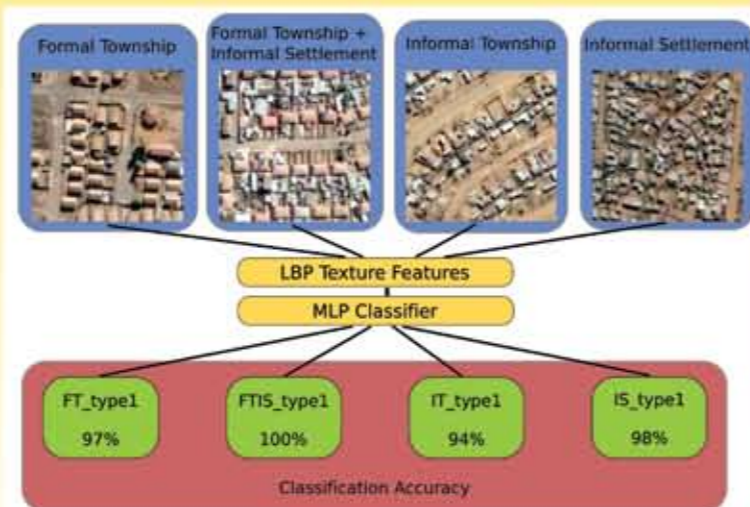 Formal Township
Formal Township +
Informal Settlement
Informal Township
Informal Settlement
LBP Texture Features
MLP Classifier
FT_type1
97%
FTIS_type1
100%
IT_type1
94%
IS_type1
98%
Classification Accuracy